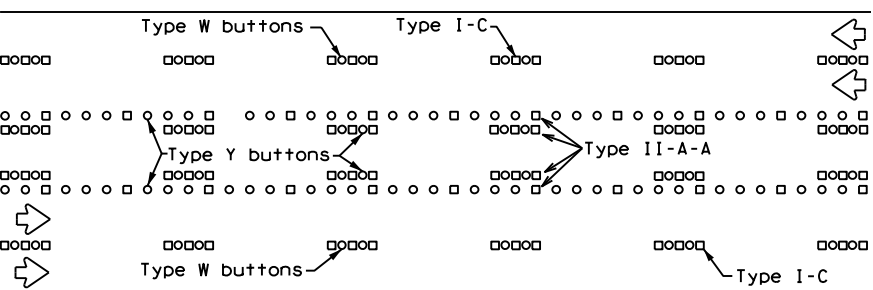 Type W buttons
Type I-C
Type Y buttons
Type II-A-A
Type W buttons
Type I-C